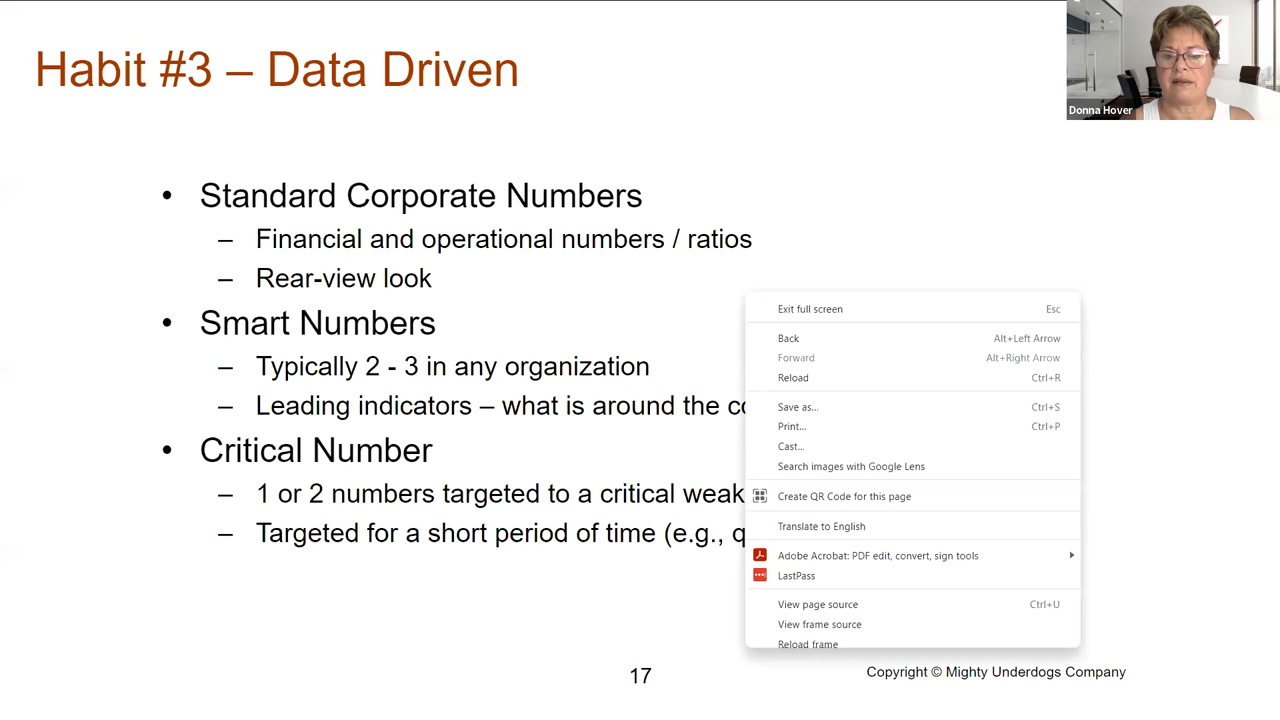 Habit #3 – Data Driven
Donna Hover
• Standard Corporate Numbers
– Financial and operational numbers / ratios
– Rear-view look
• Smart Numbers
– Typically 2 - 3 in any organization
– Leading indicators – what is around the
• Critical Number
– 1 or 2 numbers targeted to a critical
– Targeted for a short period of time (e.g.,
Exit full screen Esc
Back Alt+Left Arrow
Forward Alt+Right Arrow
Reload Ctrl+R
Save as... Ctrl+S
Print... Ctrl+P
Cast...
Search images with Google Lens
Create QR Code for this page
Translate to English
Adobe Acrobat: PDF edit, convert, sign tools
LastPass
View page source Ctrl+U
View frame source
Reload frame
17
Copyright © Mighty Underdogs Company